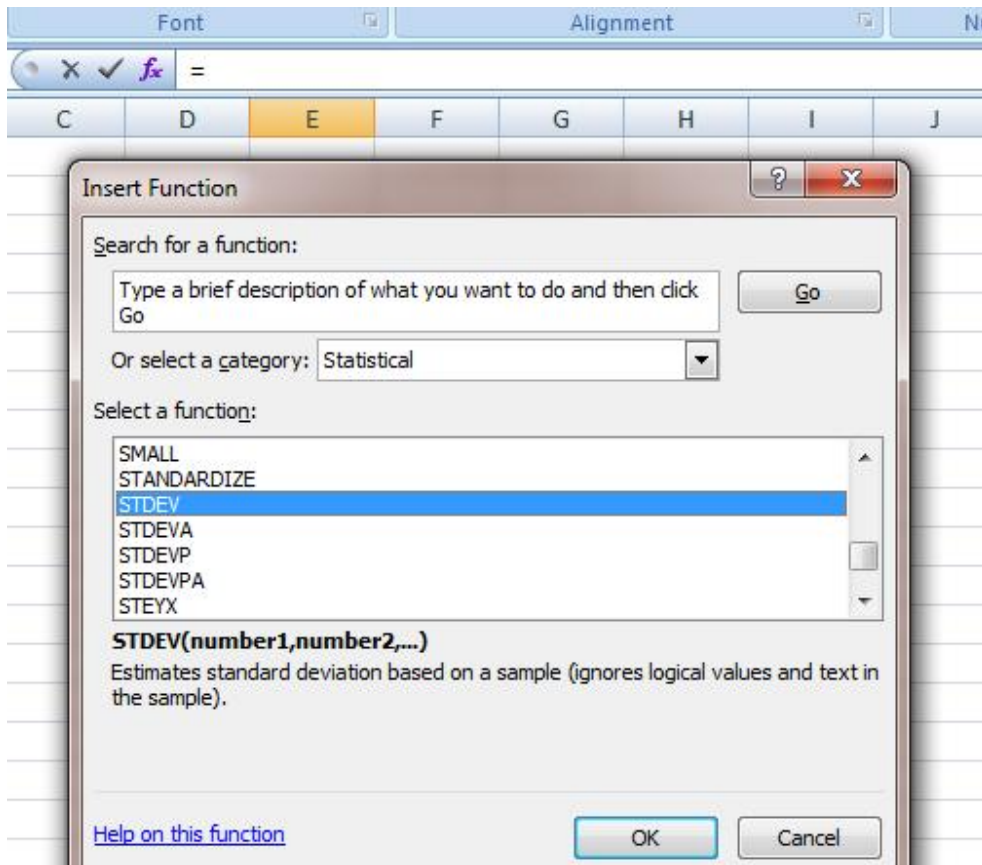 Font Alignment
fx =
C D E F G H I J
Insert Function
?
X
Search for a function:
Type a brief description of what you want to do and then click
Go
Go
Or select a category: Statistical
Select a function:
SMALL
STANDARDIZE
STDEV
STDEVA
STDEVP
STDEVPA
STEYX
STDEV(number1,number2,...)
Estimates standard deviation based on a sample (ignores logical values and text in
the sample).
Help on this function
OK
Cancel